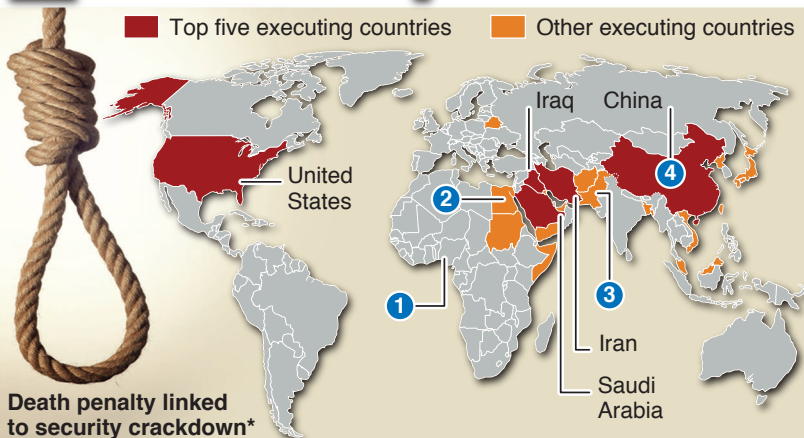 Top five executing countries
Other executing countries
Iraq
China
United
States
4
2
1
3
Iran
Saudi
Arabia
Death penalty linked
to security crackdown*